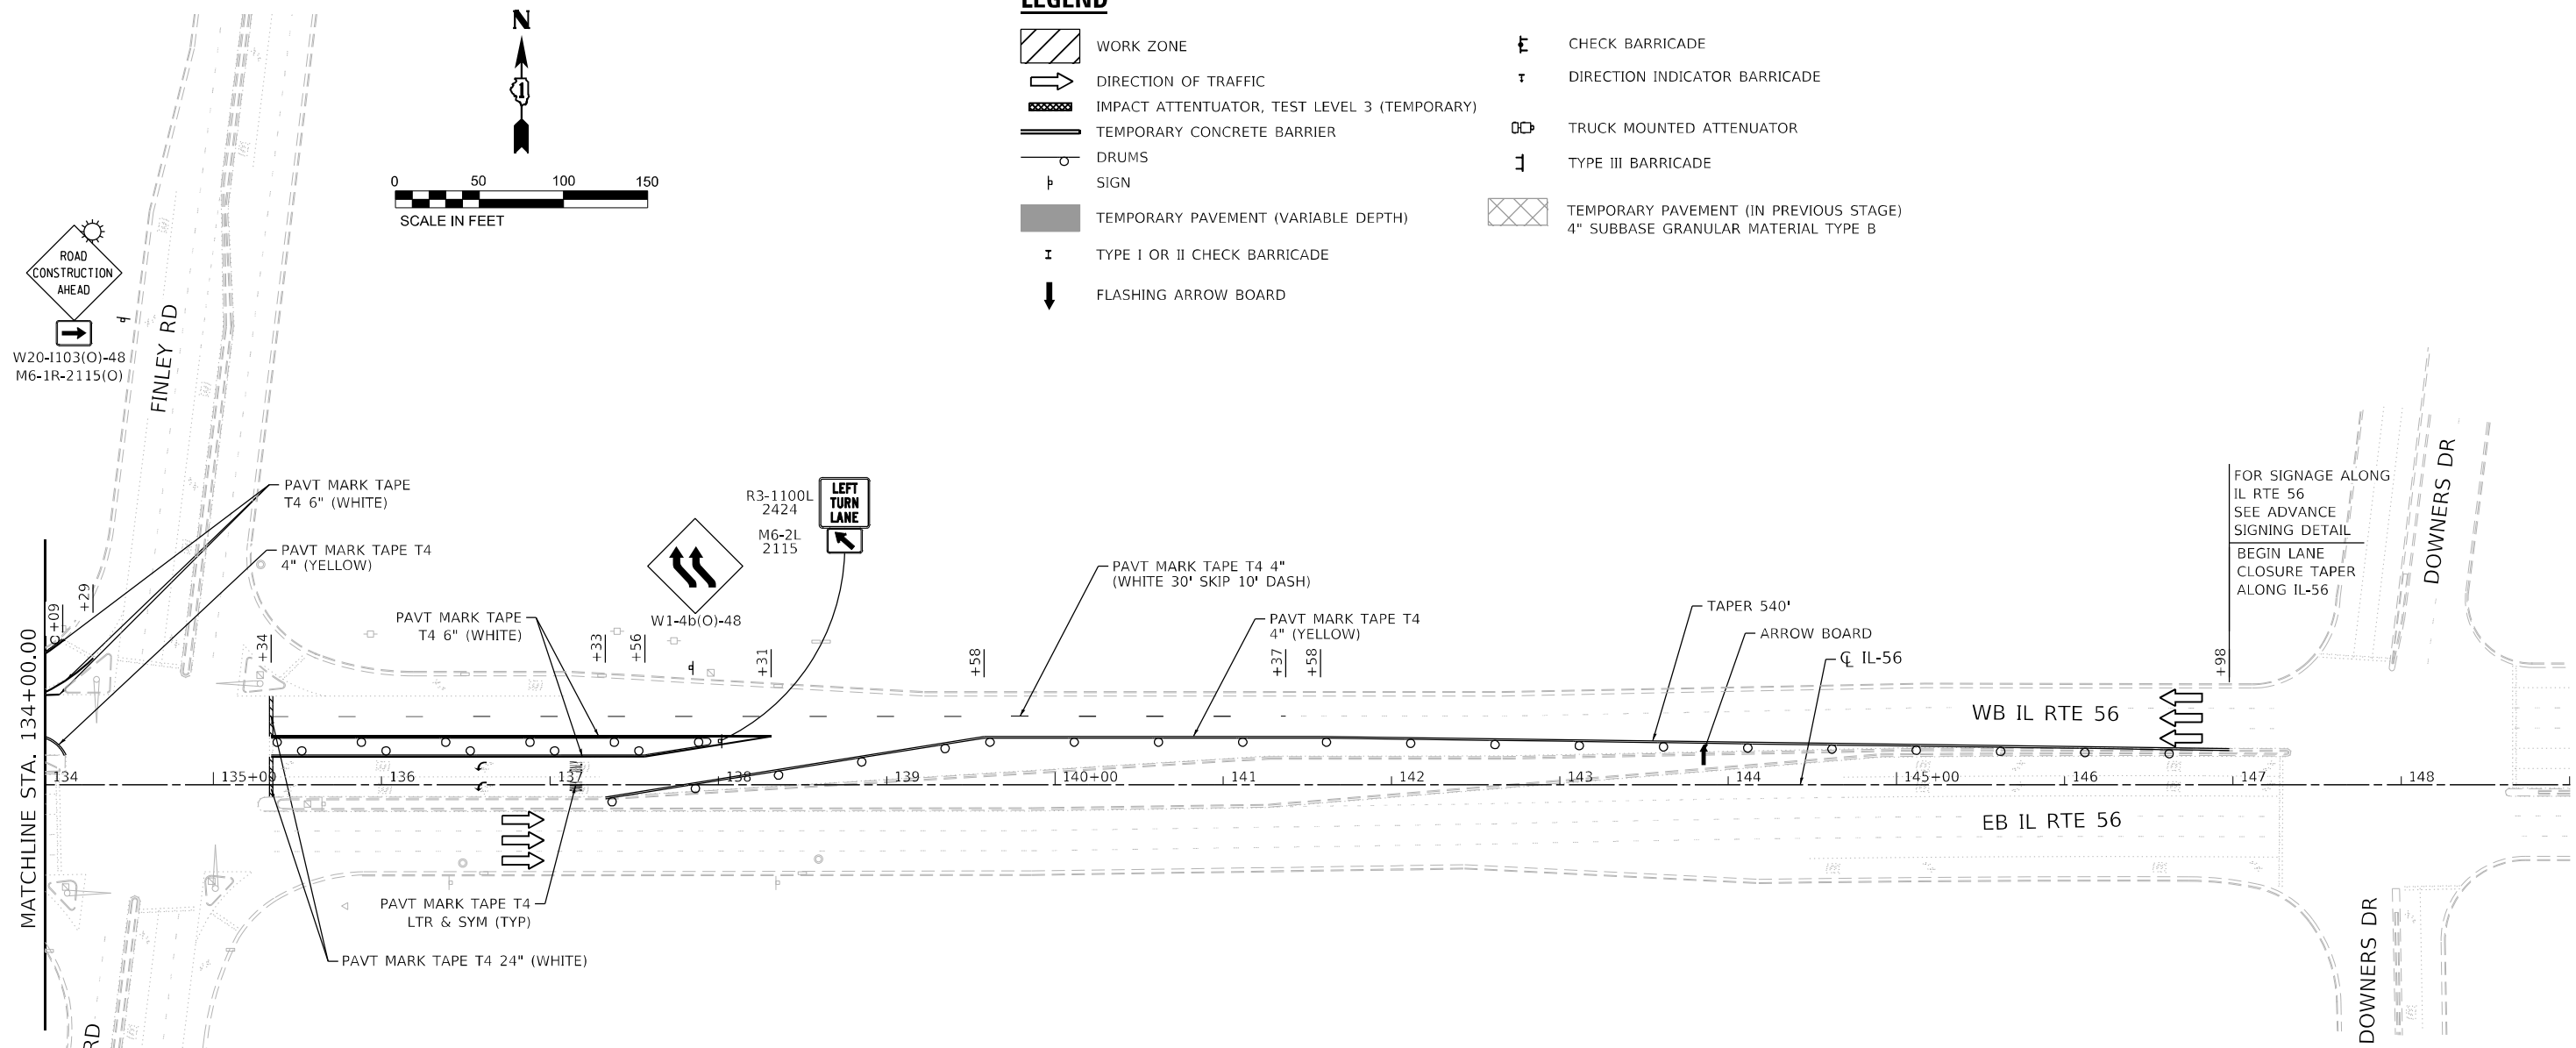 LEGEND
WORK ZONE
DIRECTION OF TRAFFIC
IMPACT ATTENTUATOR, TEST LEVEL 3 (TEMPORARY)
TEMPORARY CONCRETE BARRIER
DRUMS
SIGN
TEMPORARY PAVEMENT (VARIABLE DEPTH)
TYPE I OR II CHECK BARRICADE
FLASHING ARROW BOARD
CHECK BARRICADE
DIRECTION INDICATOR BARRICADE
TRUCK MOUNTED ATTENUATOR
TYPE III BARRICADE
TEMPORARY PAVEMENT (IN PREVIOUS STAGE)
4" SUBBASE GRANULAR MATERIAL TYPE B
N
1
0 50 100 150
SCALE IN FEET
ROAD
CONSTRUCTION
AHEAD
W20-I103(O)-48
M6-1R-2115(O)
FINLEY RD
PAVT MARK TAPE
T4 6" (WHITE)
PAVT MARK TAPE T4
4" (YELLOW)
PAVT MARK TAPE
T4 6" (WHITE)
W1-4b(O)-48
R3-1100L
2424
M6-2L
2115
LEFT
TURN
LANE
PAVT MARK TAPE T4 4"
(WHITE 30' SKIP 10' DASH)
PAVT MARK TAPE T4
4" (YELLOW)
TAPER 540'
ARROW BOARD
℄ IL-56
FOR SIGNAGE ALONG
IL RTE 56
SEE ADVANCE
SIGNING DETAIL
BEGIN LANE
CLOSURE TAPER
ALONG IL-56
DOWNERS DR
+09
+29
+34
+33
+56
+31
+58
+37
+58
+98
MATCHLINE STA. 134+00.00
WB IL RTE 56
134 135+00 136 137 138 139 140+00 141 142 143 144 145+00 146 147 148
EB IL RTE 56
PAVT MARK TAPE T4
LTR & SYM (TYP)
PAVT MARK TAPE T4 24" (WHITE)
RD
DOWNERS DR